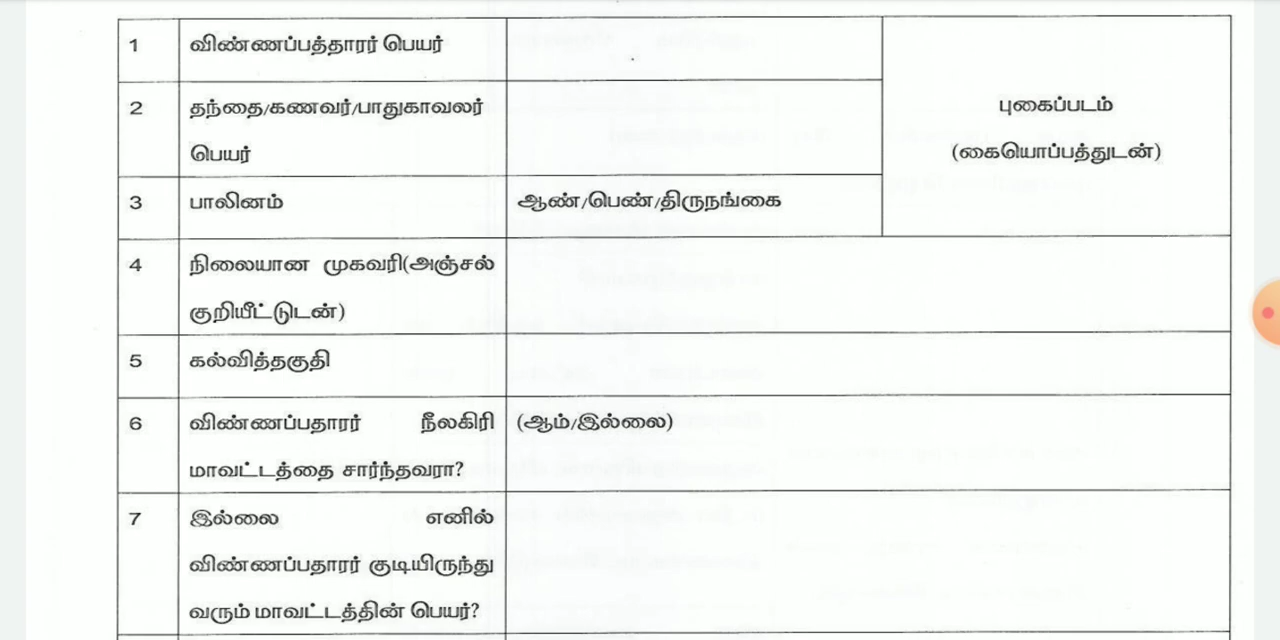 1 விண்ணப்பத்தாரர் பெயர்
2 தந்தை/கணவர்/பாதுகாவலர்
பெயர்
புகைப்படம்
(கையொப்பத்துடன்)
3 பாலினம் ஆண்/பெண்/திருநங்கை
4 நிலையான முகவரி(அஞ்சல்
குறியீட்டுடன்)
5 கல்வித்தகுதி
6 விண்ணப்பதாரர் நீலகிரி (ஆம்/இல்லை)
மாவட்டத்தை சார்ந்தவரா?
7 இல்லை எனில்
விண்ணப்பதாரர் குடியிருந்து
வரும் மாவட்டத்தின் பெயர்?